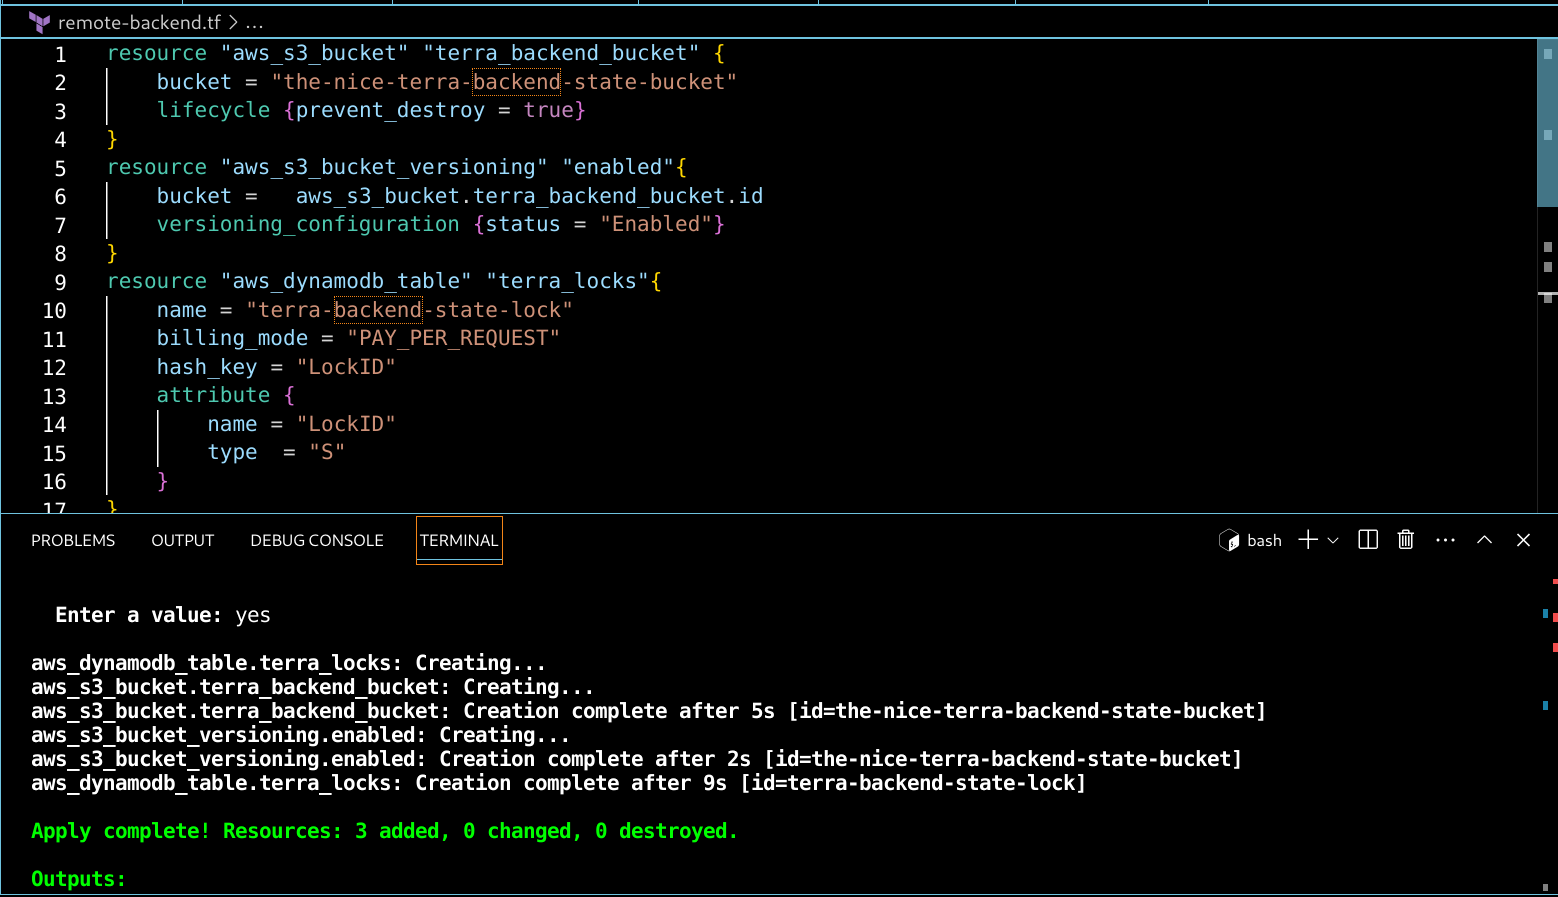 remote-backend.tf > ...
1 resource "aws_s3_bucket" "terra_backend_bucket" {
2     bucket = "the-nice-terra-backend-state-bucket"
3     lifecycle {prevent_destroy = true}
4 }
5 resource "aws_s3_bucket_versioning" "enabled"{
6     bucket =   aws_s3_bucket.terra_backend_bucket.id
7     versioning_configuration {status = "Enabled"}
8 }
9 resource "aws_dynamodb_table" "terra_locks"{
10     name = "terra-backend-state-lock"
11     billing_mode = "PAY_PER_REQUEST"
12     hash_key = "LockID"
13     attribute {
14         name = "LockID"
15         type  = "S"
16     }
17 }
PROBLEMS OUTPUT DEBUG CONSOLE TERMINAL bash
Enter a value: yes
aws_dynamodb_table.terra_locks: Creating...
aws_s3_bucket.terra_backend_bucket: Creating...
aws_s3_bucket.terra_backend_bucket: Creation complete after 5s [id=the-nice-terra-backend-state-bucket]
aws_s3_bucket_versioning.enabled: Creating...
aws_s3_bucket_versioning.enabled: Creation complete after 2s [id=the-nice-terra-backend-state-bucket]
aws_dynamodb_table.terra_locks: Creation complete after 9s [id=terra-backend-state-lock]
Apply complete! Resources: 3 added, 0 changed, 0 destroyed.
Outputs: